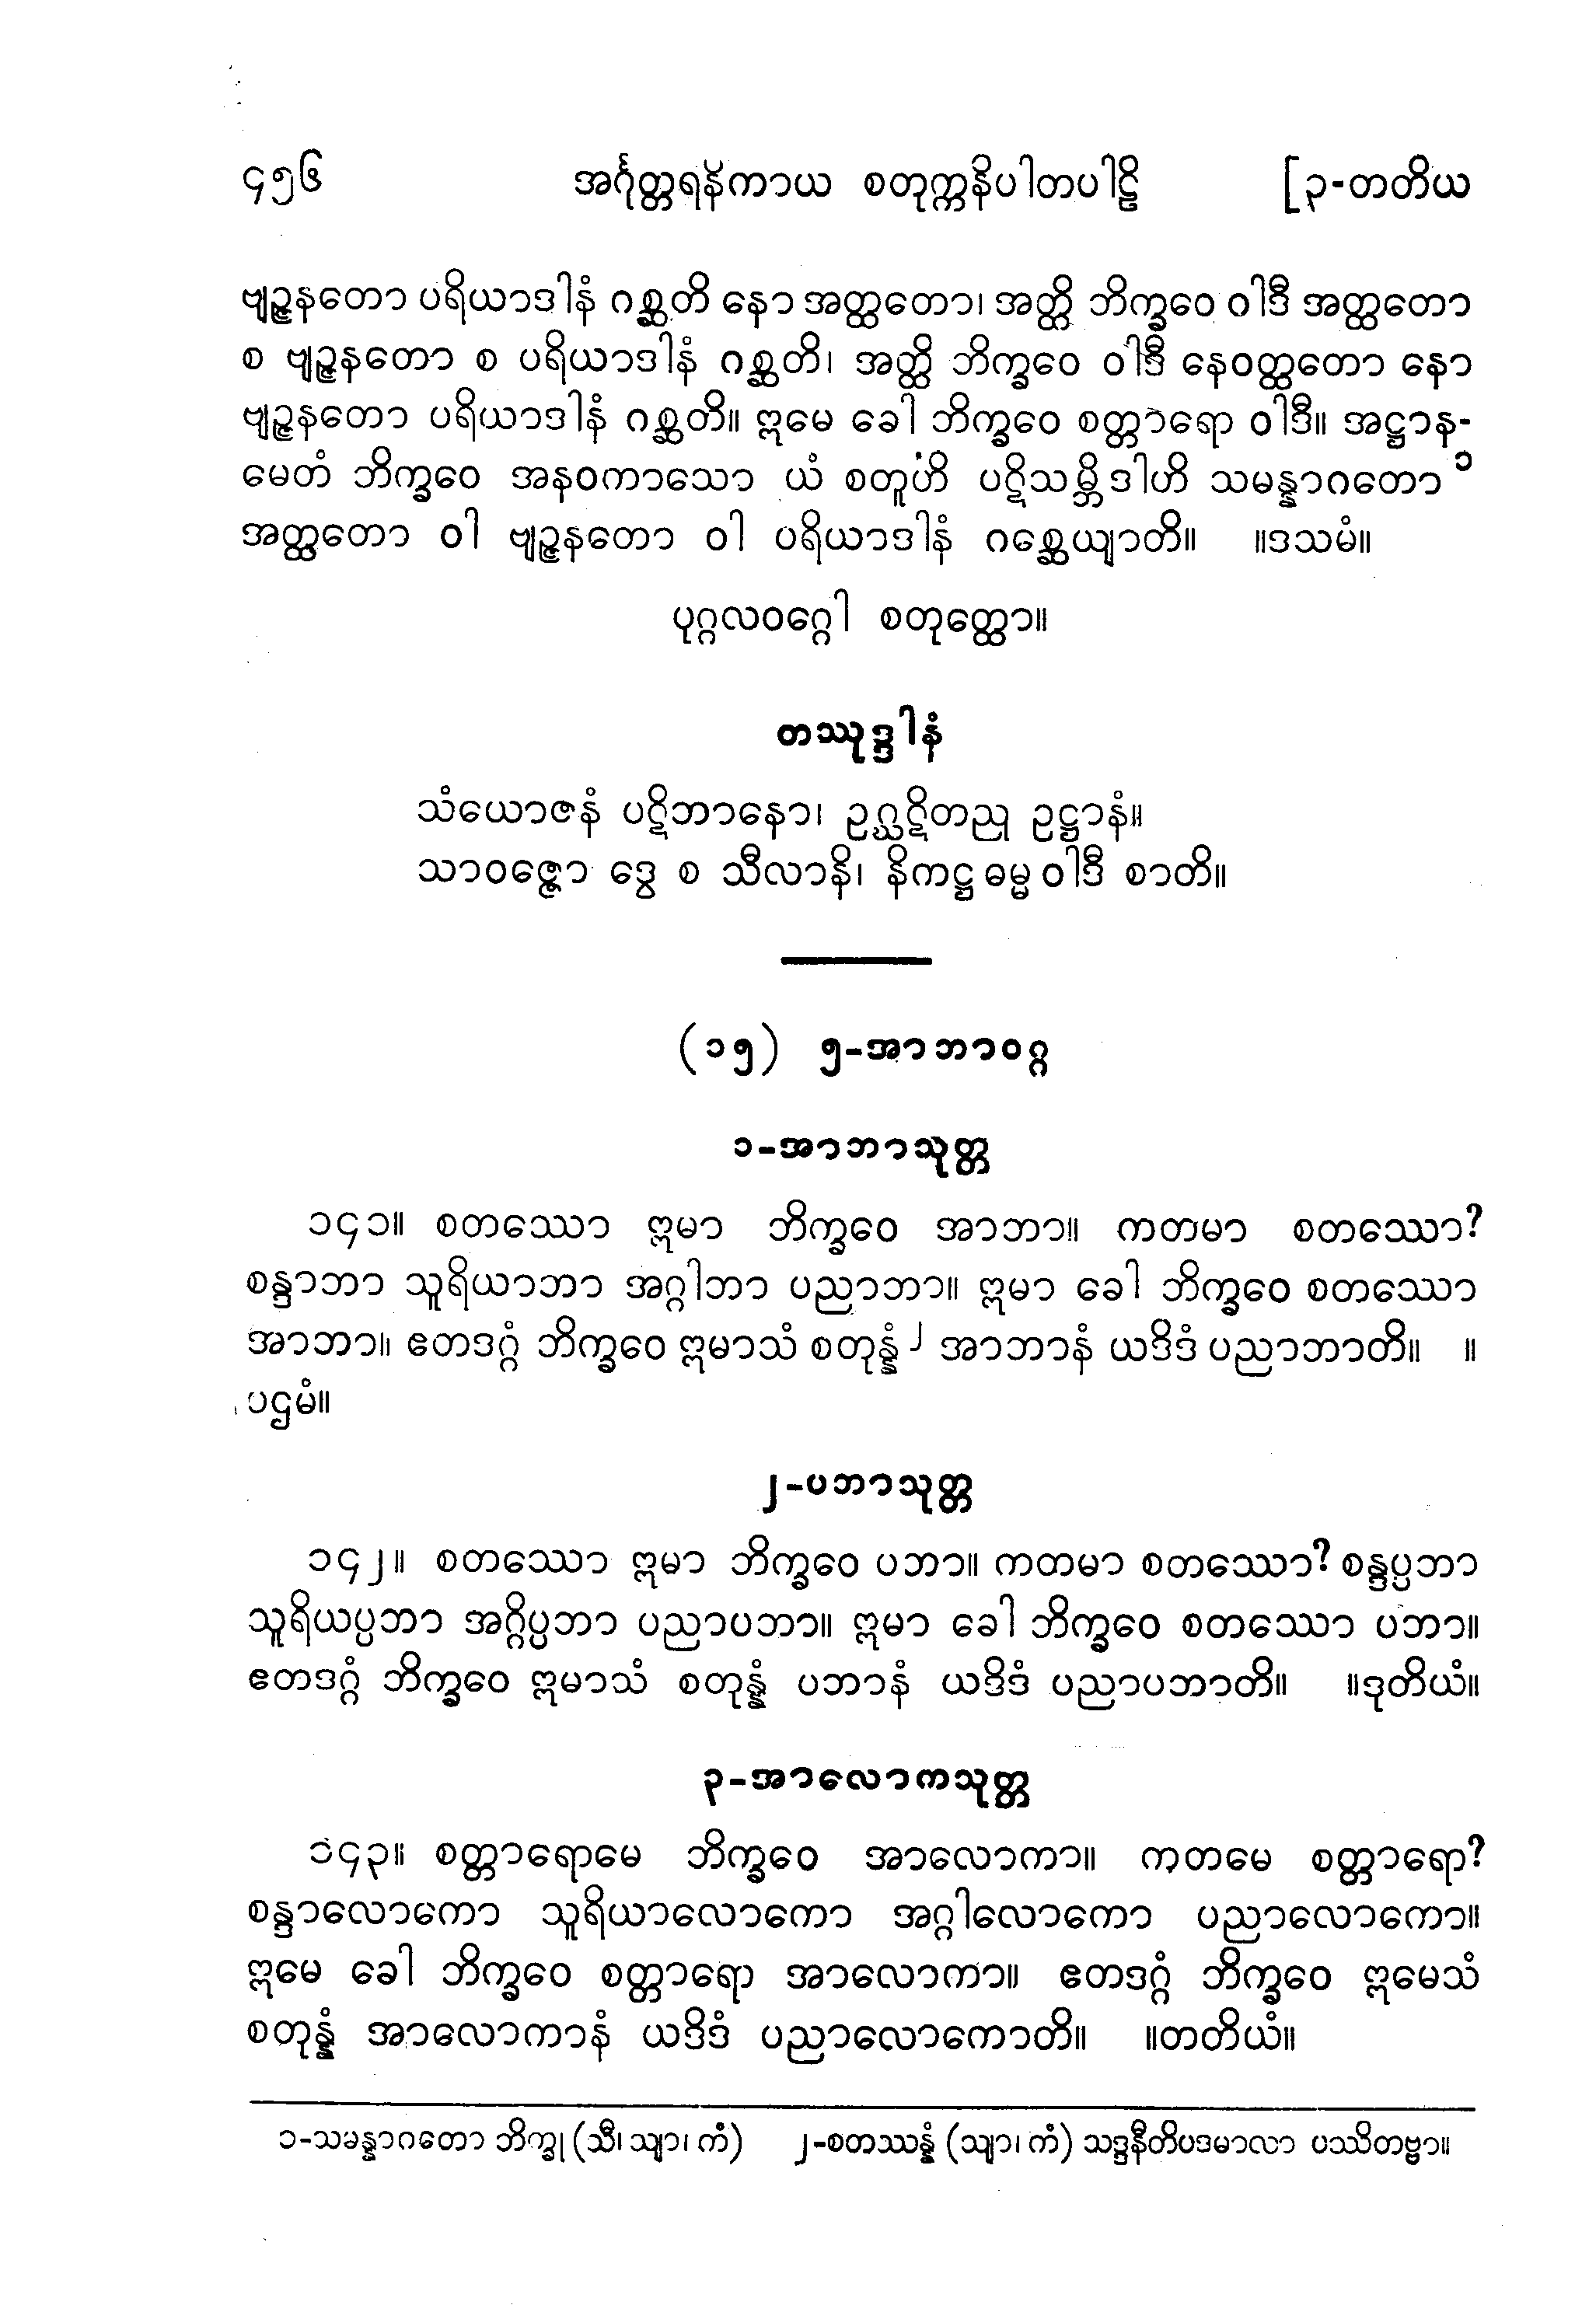 ၄၅၆ အင်္ဂုတ္တရနိကာယ စတုက္ကနိပါတပါဠိ [၃-တတိယ
ဗျဉ္ဇနတော ပရိယာဒါနံ ဂစ္ဆတိ နော အတ္ထတော၊ အတ္ထိ ဘိက္ခဝေ ဝါဒီ အတ္ထတော
စ ဗျဉ္ဇနတော စ ပရိယာဒါနံ ဂစ္ဆတိ၊ အတ္ထိ ဘိက္ခဝေ ဝါဒီ နေဝတ္ထတော နော
ဗျဉ္ဇနတော ပရိယာဒါနံ ဂစ္ဆတိ။ ဣမေ ခေါ ဘိက္ခဝေ စတ္တာရော ဝါဒီ။ အဋ္ဌာန-
မေတံ ဘိက္ခဝေ အနဝကာသော ယံ စတူဟိ ပဋိသမ္ဘိဒါဟိ သမန္နာဂတော ၁
အတ္ထတော ဝါ ဗျဉ္ဇနတော ဝါ ပရိယာဒါနံ ဂစ္ဆေယျာတိ။ ။ဒသမံ။
ပုဂ္ဂလဝဂ္ဂေါ စတုတ္ထော။
တဿုဒ္ဒါနံ
သံယောဇနံ ပဋိဘာနော၊ ဥဂ္ဃဋိတညု ဥဋ္ဌာနံ။
သာဝဇ္ဇော ဒွေ စ သီလာနိ၊ နိကဋ္ဌ ဓမ္မ ဝါဒီ စာတိ။
(၁၅) ၅-အာဘာဝဂ္ဂ
၁-အာဘာသုတ္တ
၁၄၁။ စတဿော ဣမာ ဘိက္ခဝေ အာဘာ။ ကတမာ စတဿော?
စန္ဒာဘာ သူရိယာဘာ အဂ္ဂါဘာ ပညာဘာ။ ဣမာ ခေါ ဘိက္ခဝေ စတဿော
အာဘာ။ ဧတဒဂ္ဂံ ဘိက္ခဝေ ဣမာသံ စတုန္နံ ၂ အာဘာနံ ယဒိဒံ ပညာဘာတိ။ ။
ပဌမံ။
၂-ပဘာသုတ္တ
၁၄၂။ စတဿော ဣမာ ဘိက္ခဝေ ပဘာ။ ကတမာ စတဿော? စန္ဒပ္ပဘာ
သူရိယပ္ပဘာ အဂ္ဂိပ္ပဘာ ပညာပဘာ။ ဣမာ ခေါ ဘိက္ခဝေ စတဿော ပဘာ။
ဧတဒဂ္ဂံ ဘိက္ခဝေ ဣမာသံ စတုန္နံ ပဘာနံ ယဒိဒံ ပညာပဘာတိ။ ။ဒုတိယံ။
၃-အာလောကသုတ္တ
၁၄၃။ စတ္တာရောမေ ဘိက္ခဝေ အာလောကာ။ ကတမေ စတ္တာရော?
စန္ဒာလောကော သူရိယာလောကော အဂ္ဂါလောကော ပညာလောကော။
ဣမေ ခေါ ဘိက္ခဝေ စတ္တာရော အာလောကာ။ ဧတဒဂ္ဂံ ဘိက္ခဝေ ဣမေသံ
စတုန္နံ အာလောကာနံ ယဒိဒံ ပညာလောကောတိ။ ။တတိယံ။
၁-သမန္နာဂတော ဘိက္ခု (သီ၊ သျာ၊ ကံ) ၂-စတဿန္နံ (သျာ၊ ကံ) သဒ္ဒနီတိပဒမာလာ ပဿိတဗ္ဗာ။